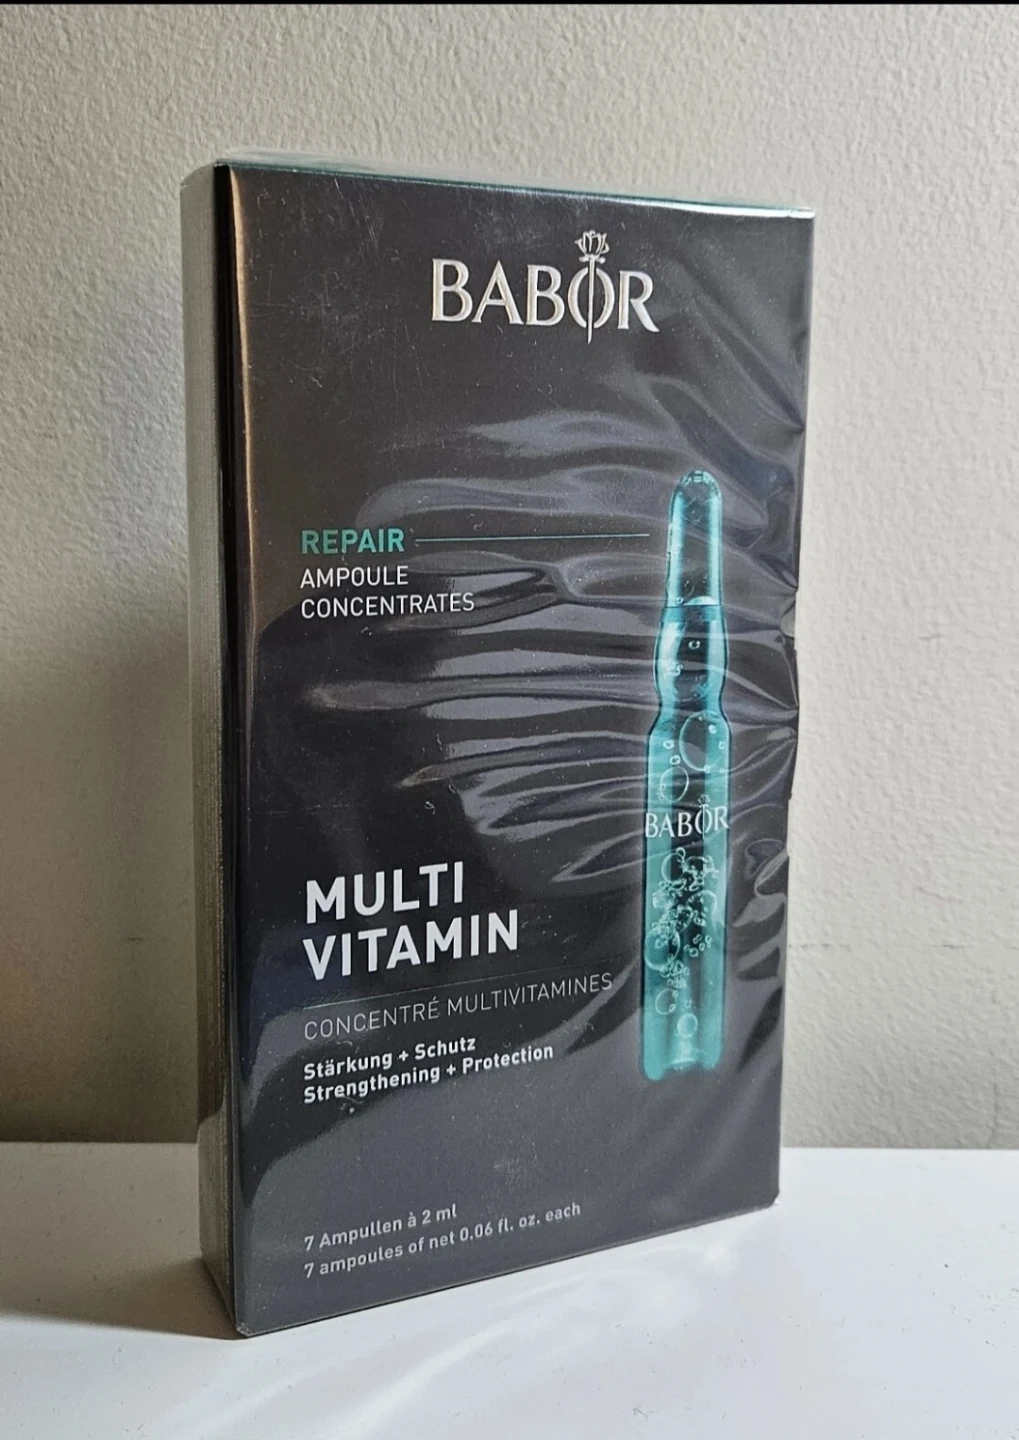 BABOR
REPAIR
AMPOULE
CONCENTRATES
BABOR
MULTI
VITAMIN
CONCENTRÉ MULTIVITAMINES
Stärkung + Schutz
Strengthening + Protection
7 Ampullen à 2 ml
7 ampoules of net 0.06 fl. oz. each